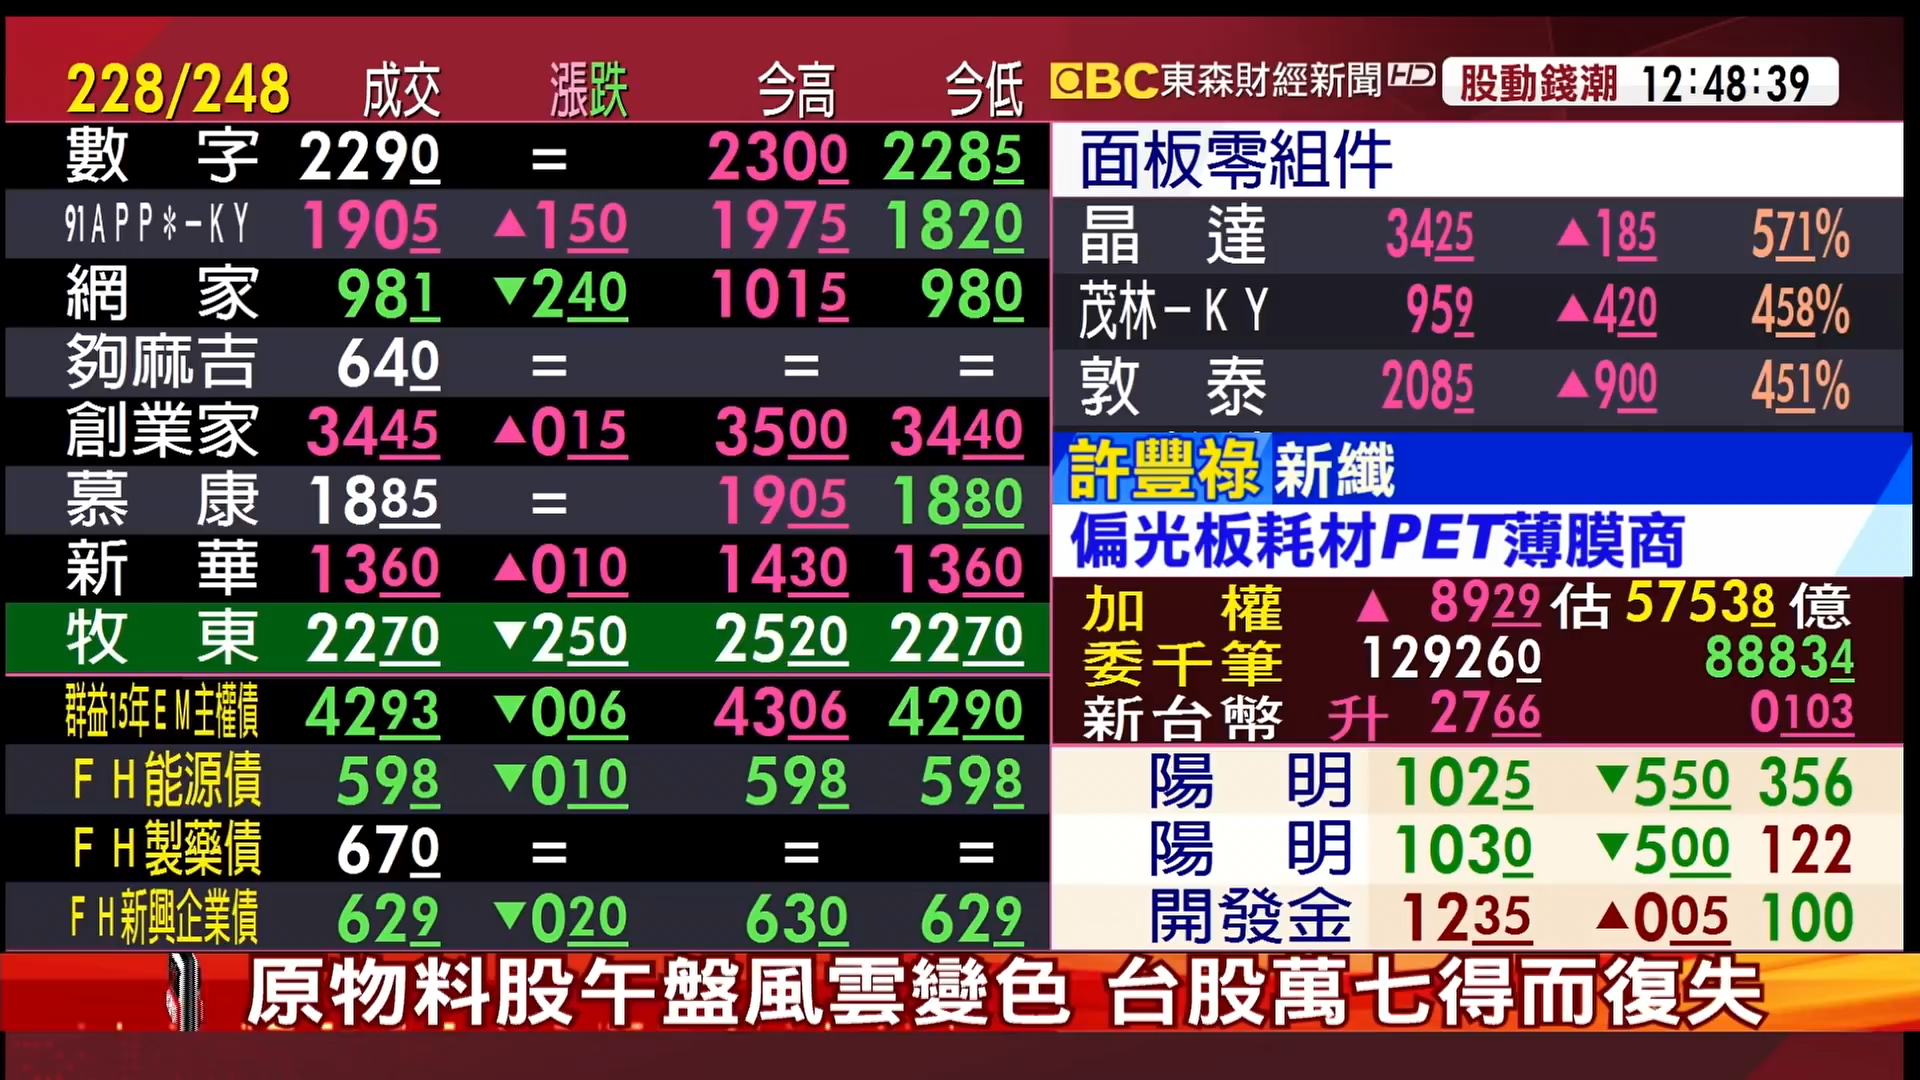 228/248 成交 漲跌 今高 今低
數字 2290 = 2300 2285
91APP*-KY 1905 ▲150 1975 1820
網家 981 ▼240 1015 980
夠麻吉 640 = = =
創業家 3445 ▲015 3500 3440
慕康 1885 = 1905 1880
新華 1360 ▲010 1430 1360
牧東 2270 ▼250 2520 2270
群益15年EM主權債 4293 ▼006 4306 4290
FH能源債 598 ▼010 598 598
FH製藥債 670 = = =
FH新興企業債 629 ▼020 630 629
EBC東森財經新聞HD 股動錢潮 12:48:39
面板零組件
晶達 3425 ▲185 571%
茂林-KY 959 ▲420 458%
敦泰 2085 ▲900 451%
許豐祿 新纖
偏光板耗材PET薄膜商
加權 ▲ 8929 估 57538 億
委千筆 129260 88834
新台幣 升 2766 0103
陽明 1025 ▼550 356
陽明 1030 ▼500 122
開發金 1235 ▲005 100
原物料股午盤風雲變色 台股萬七得而復失